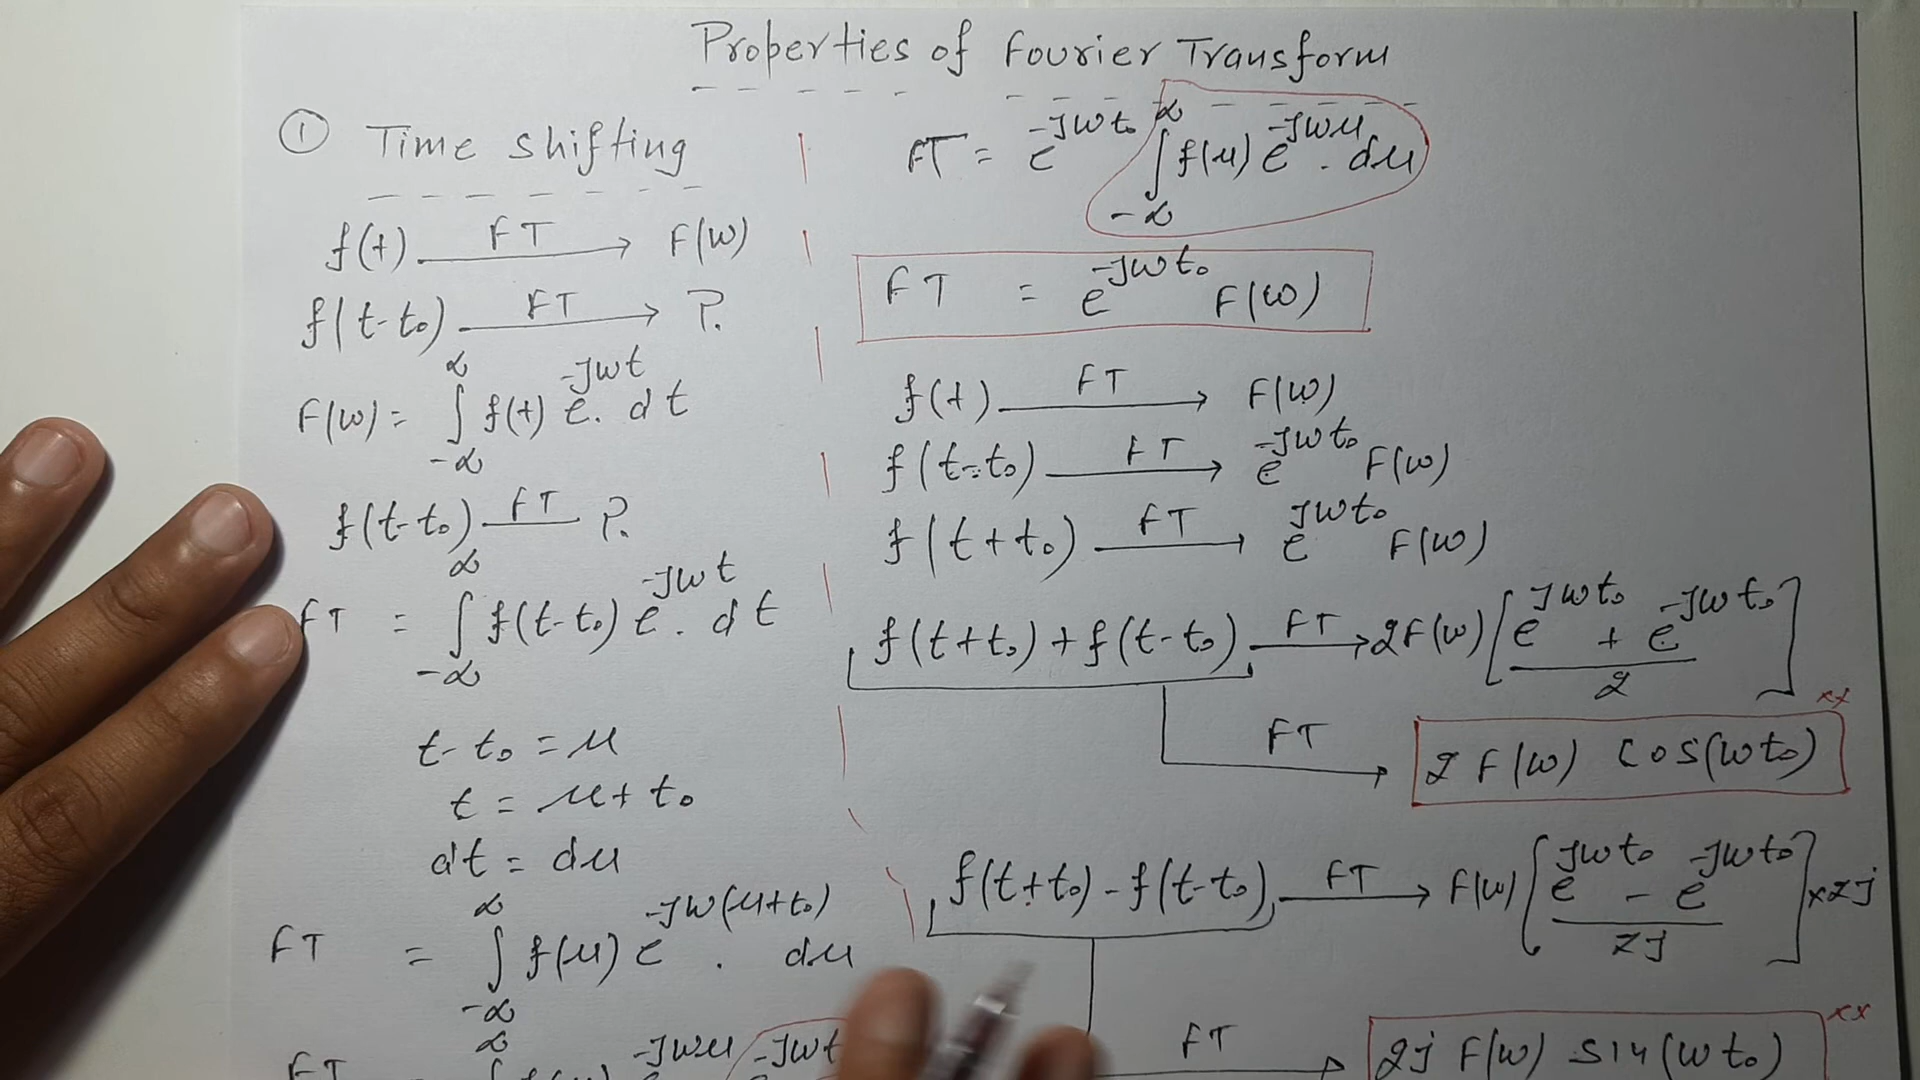 Properties of Fourier Transform
① Time shifting
f(t) FT → F(w)
f(t-t₀) FT → ?
F(w) = ∫_{-∞}^{∞} f(t) e^{-Jwt}. dt
f(t-t₀) FT ?
FT = ∫_{-∞}^{∞} f(t-t₀) e^{-Jwt}. dt
t-t₀ = u
t = u+t₀
dt = du
FT = ∫_{-∞}^{∞} f(u) e^{-Jw(u+t₀)}. du
FT = e^{-Jwt₀} ∫_{-∞}^{∞} f(u) e^{-Jwu}. du
FT = e^{-Jwt₀} F(w)
f(t) FT → F(w)
f(t-t₀) FT → e^{-Jwt₀} F(w)
f(t+t₀) FT → e^{Jwt₀} F(w)
f(t+t₀)+f(t-t₀) FT → 2F(w)[(e^{Jwt₀} + e^{-Jwt₀})/2]
FT → 2 F(w) cos(wt₀) xx
f(t+t₀)-f(t-t₀) FT → F(w)[(e^{Jwt₀} - e^{-Jwt₀})/2J]x2j
FT → 2j F(w) sin(wt₀) xx